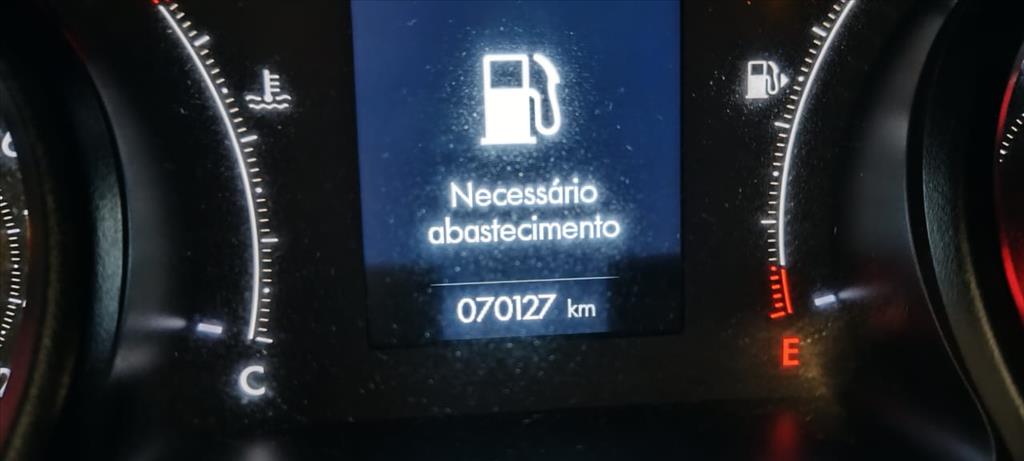 Necessário
abastecimento
070127 km
C
E